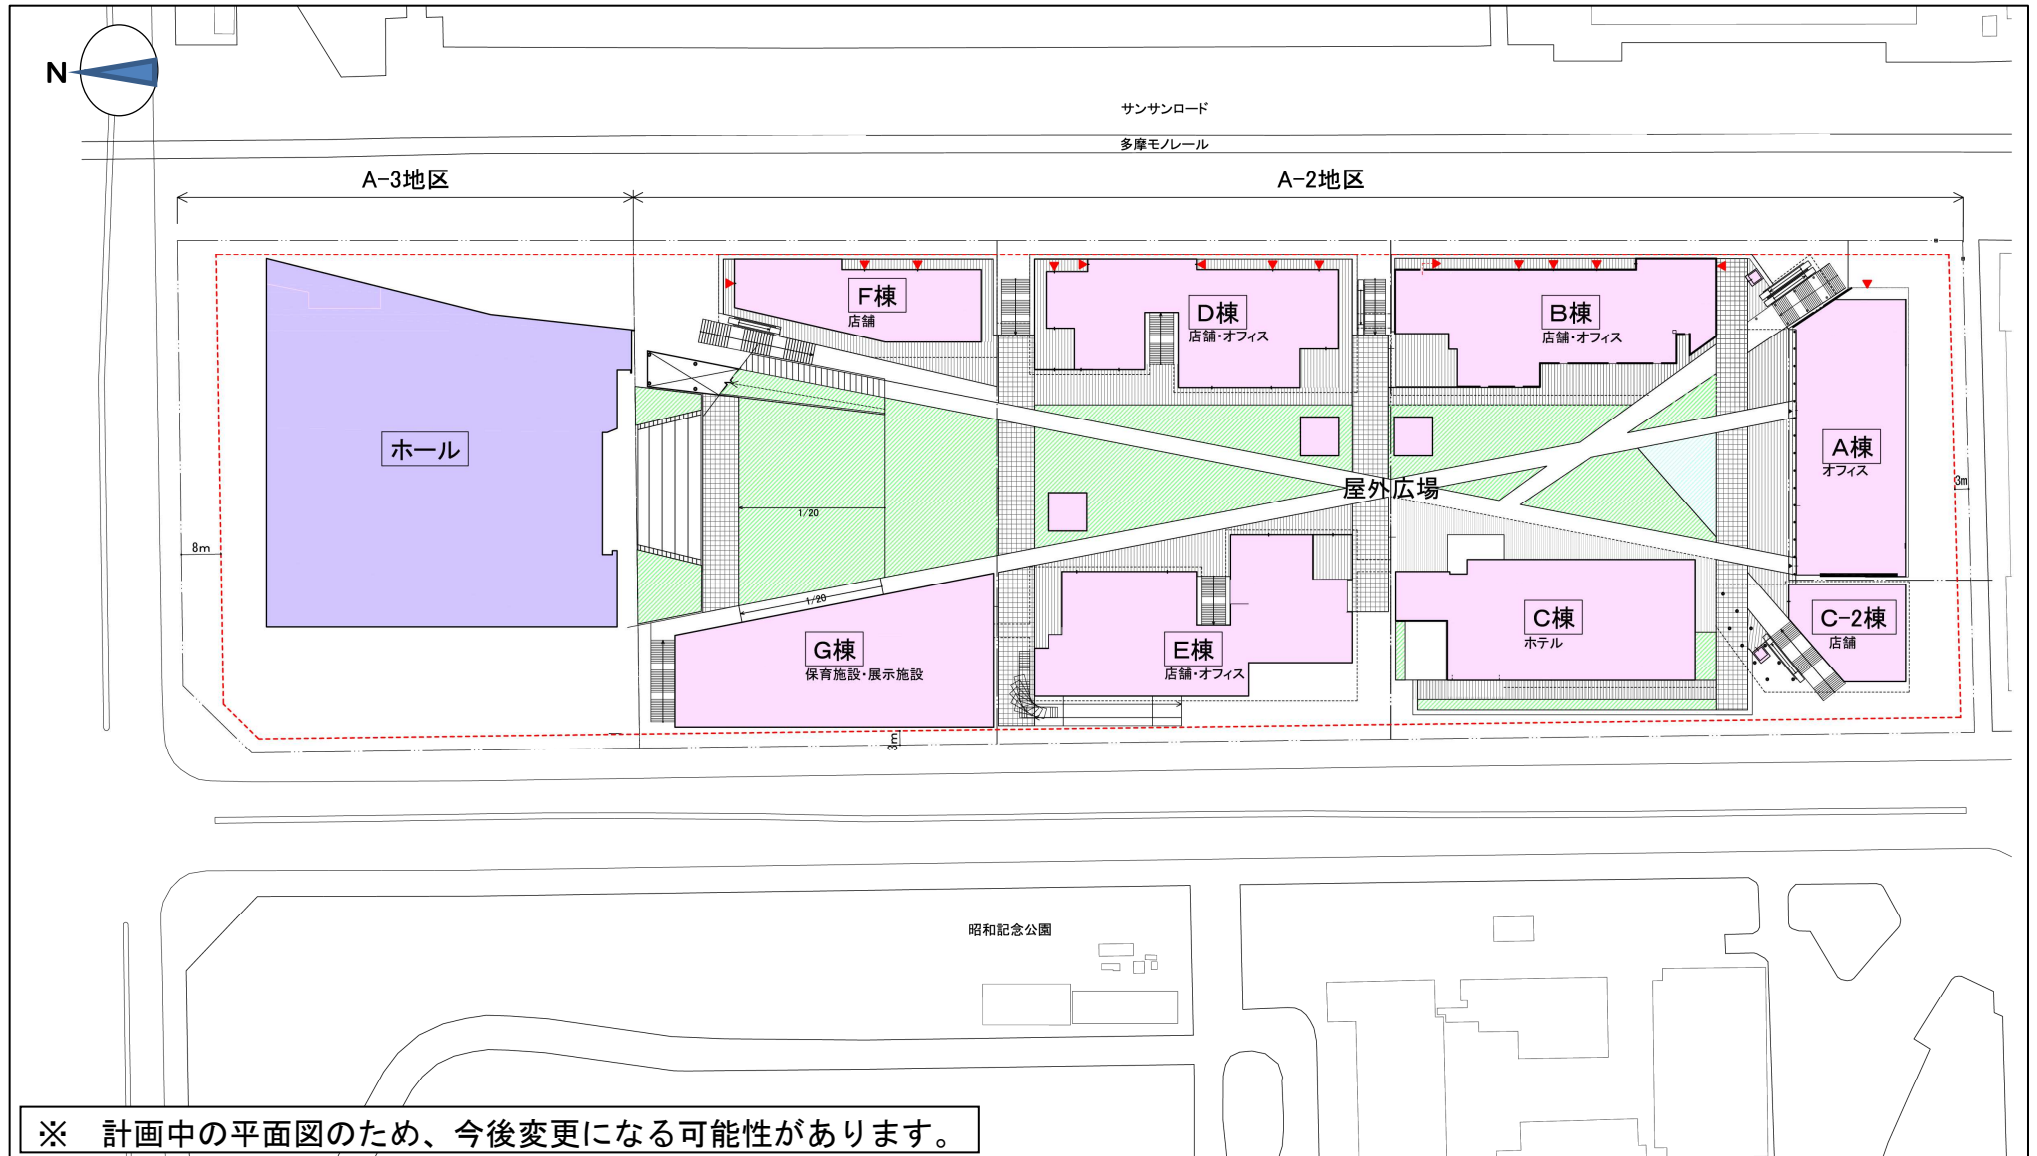 N
サンサンロード
多摩モノレール
A-3地区
A-2地区
F棟
店舗
D棟
店舗・オフィス
B棟
店舗・オフィス
ホール
A棟
オフィス
屋外広場
3m
1/20
8m
1/20
G棟
保育施設・展示施設
E棟
店舗・オフィス
C棟
ホテル
C-2棟
店舗
3m
昭和記念公園
※　計画中の平面図のため、今後変更になる可能性があります。